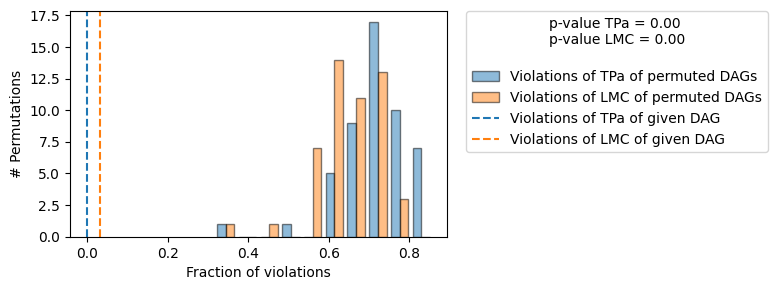 17.5
15.0
12.5
10.0
7.5
5.0
2.5
0.0
# Permutations
0.0 0.2 0.4 0.6 0.8
Fraction of violations
p-value TPa = 0.00
p-value LMC = 0.00
Violations of TPa of permuted DAGs
Violations of LMC of permuted DAGs
Violations of TPa of given DAG
Violations of LMC of given DAG